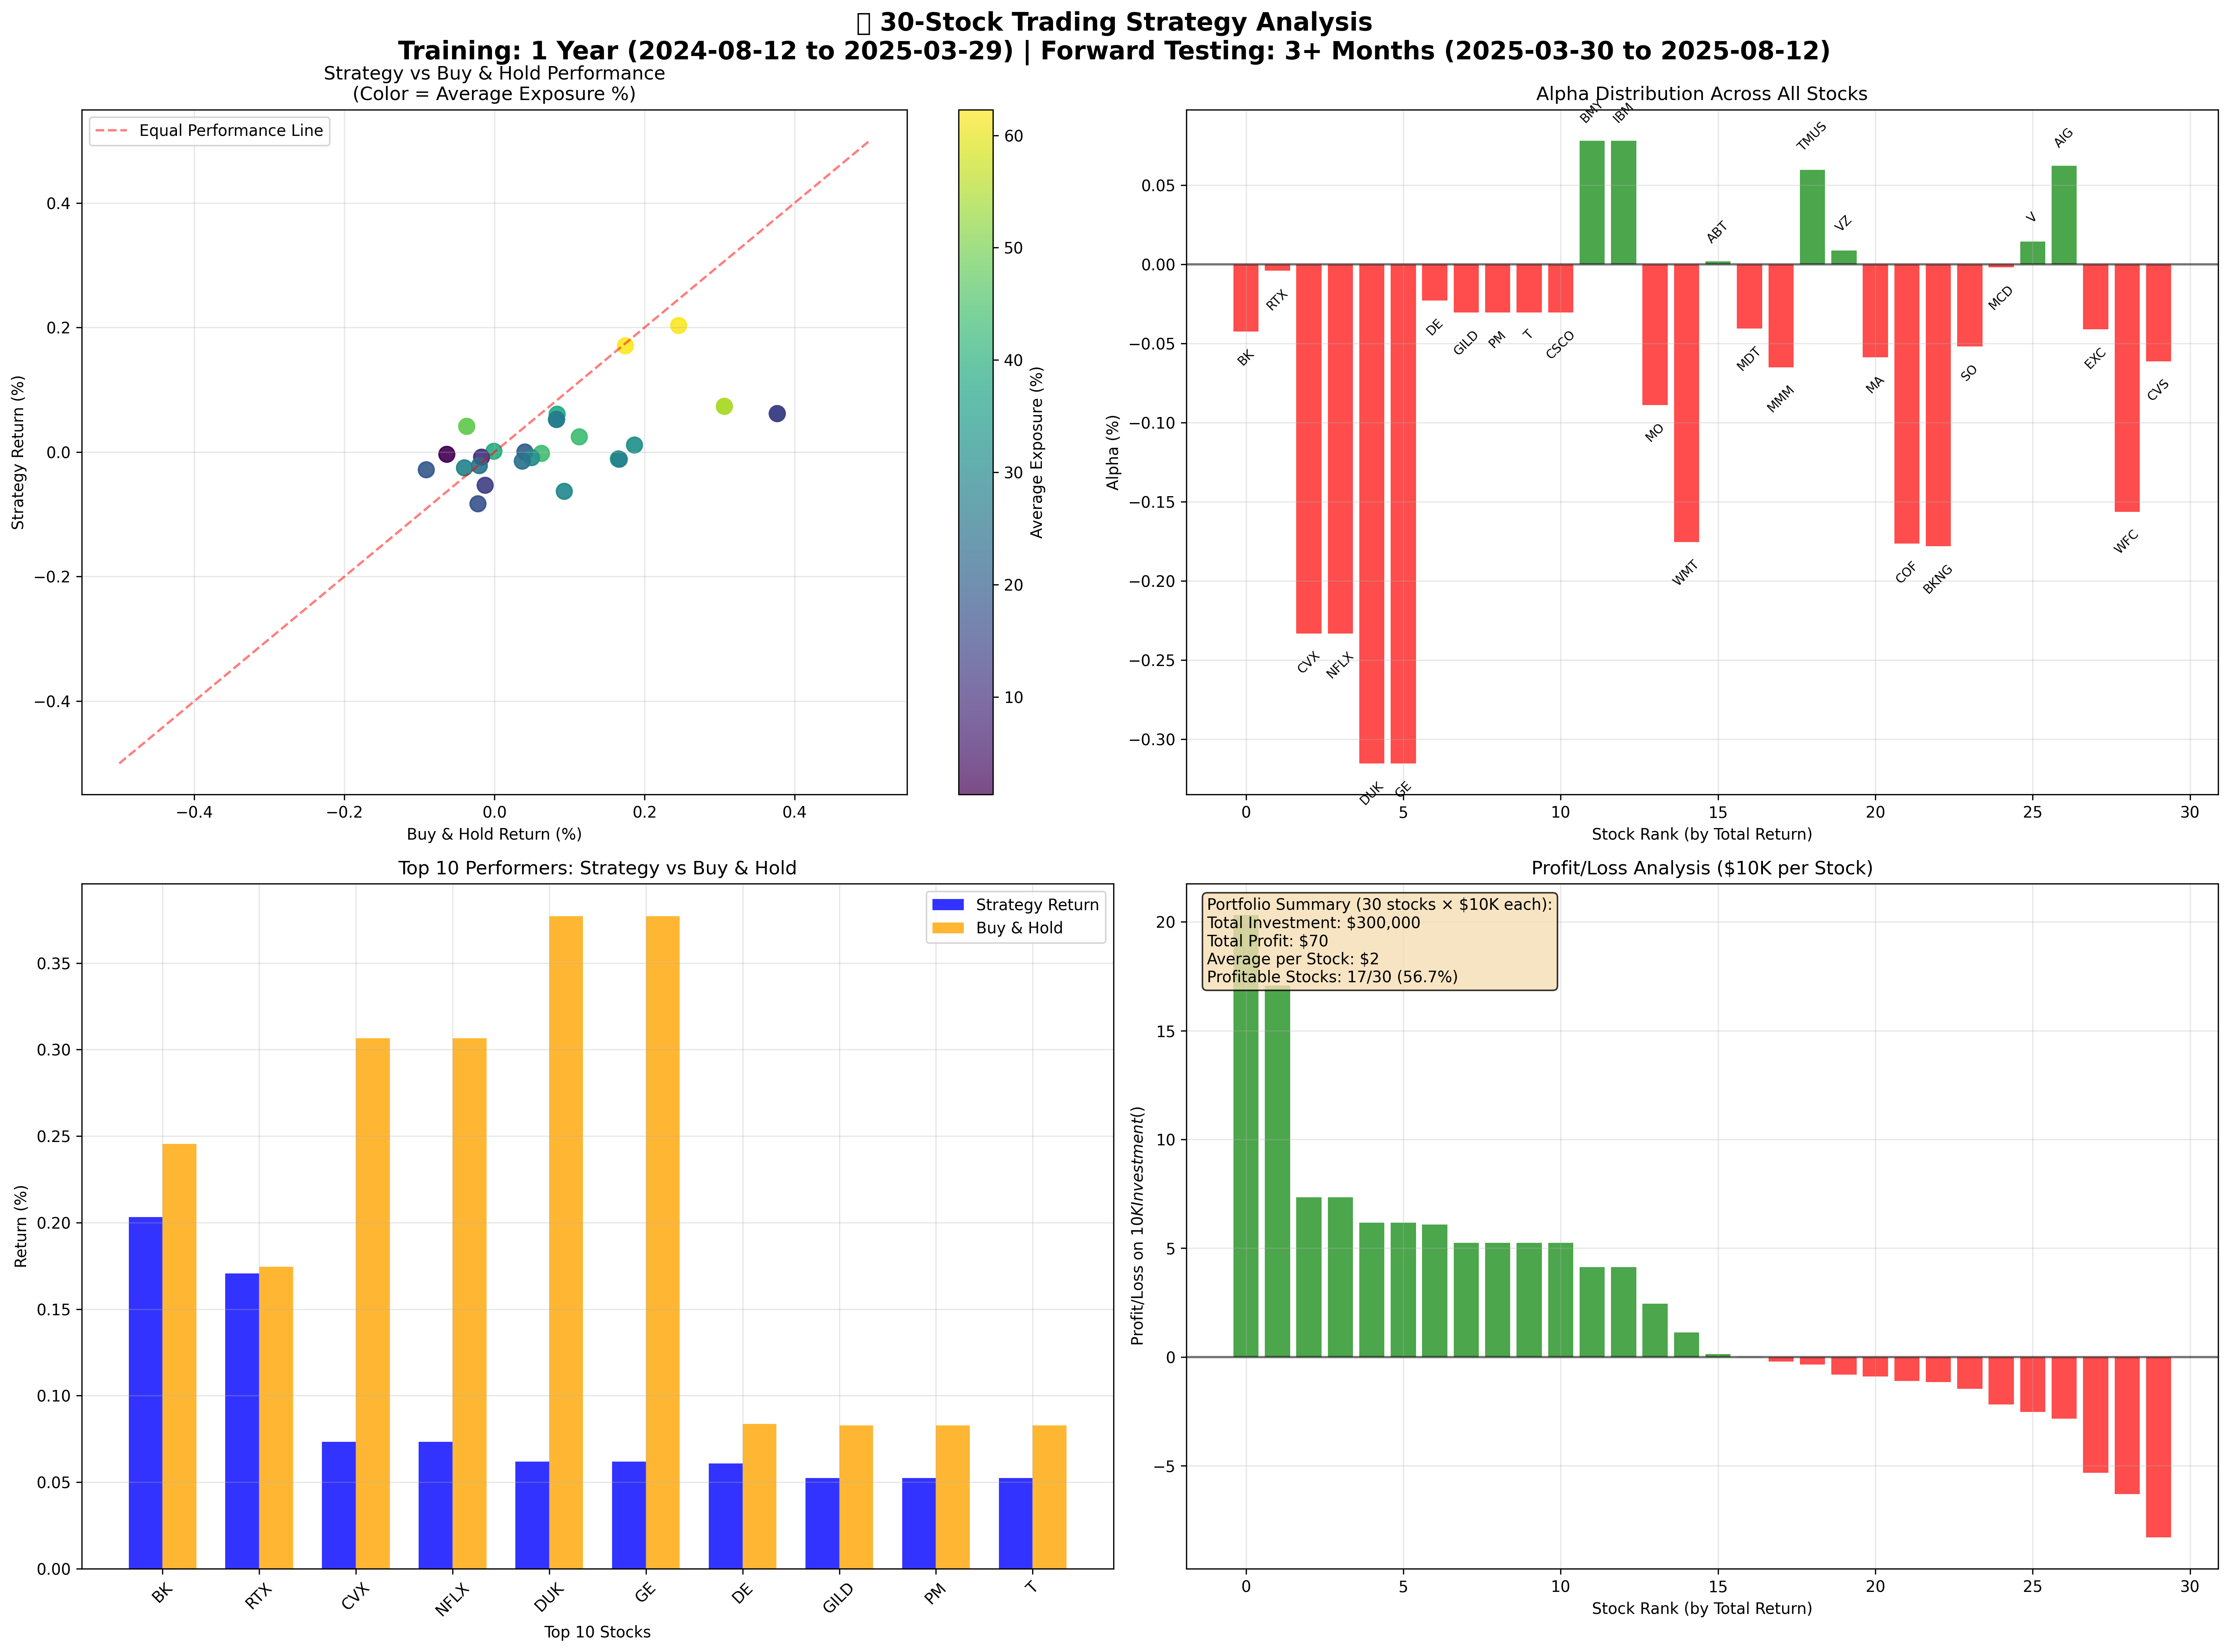 30-Stock Trading Strategy Analysis
Training: 1 Year (2024-08-12 to 2025-03-29) | Forward Testing: 3+ Months (2025-03-30 to 2025-08-12)
Strategy vs Buy & Hold Performance
(Color = Average Exposure %)
Equal Performance Line
Strategy Return (%)
0.4
0.2
0.0
−0.2
−0.4
−0.4
−0.2
0.0
0.2
0.4
Buy & Hold Return (%)
60
50
40
30
20
10
Average Exposure (%)
Alpha Distribution Across All Stocks
Alpha (%)
0.05
0.00
−0.05
−0.10
−0.15
−0.20
−0.25
−0.30
BK
RTX
CVX
NFLX
DUK
GE
DE
GILD
PM
T
CSCO
BMY
IBM
MO
WMT
ABT
MDT
MMM
TMUS
VZ
MA
COF
BKNG
SO
MCD
V
AIG
EXC
WFC
CVS
0
5
10
15
20
25
30
Stock Rank (by Total Return)
Top 10 Performers: Strategy vs Buy & Hold
Strategy Return
Buy & Hold
Return (%)
0.35
0.30
0.25
0.20
0.15
0.10
0.05
0.00
BK
RTX
CVX
NFLX
DUK
GE
DE
GILD
PM
T
Top 10 Stocks
Profit/Loss Analysis ($10K per Stock)
Portfolio Summary (30 stocks × $10K each):
Total Investment: $300,000
Total Profit: $70
Average per Stock: $2
Profitable Stocks: 17/30 (56.7%)
Profit/Loss on 10KInvestment()
20
15
10
5
0
−5
0
5
10
15
20
25
30
Stock Rank (by Total Return)